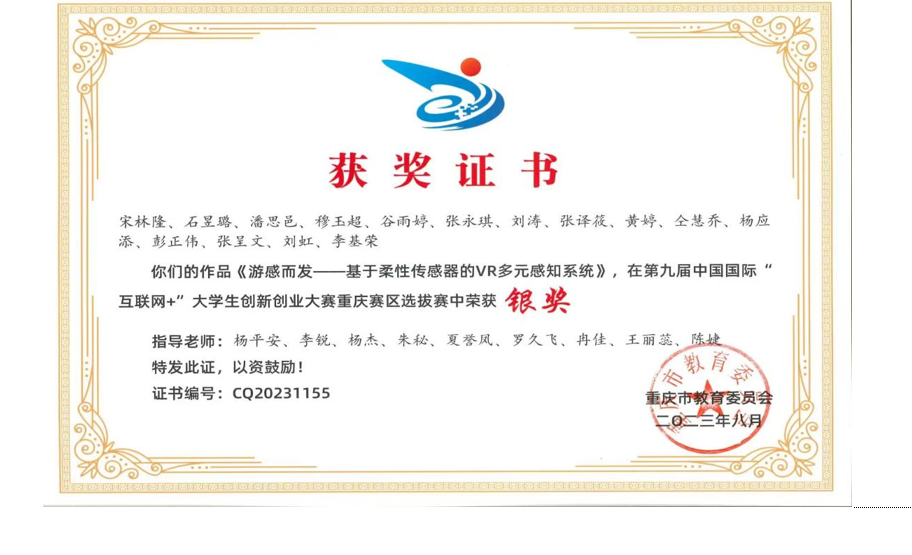 获奖证书
宋林隆、石昱璐、潘思邑、穆玉超、谷雨婷、张永琪、刘涛、张译筱、黄婷、仝慧乔、杨应
添、彭正伟、张呈文、刘虹、李基荣
你们的作品《游感而发——基于柔性传感器的VR多元感知系统》，在第九届中国国际“
互联网+”大学生创新创业大赛重庆赛区选拔赛中荣获 银奖
指导老师：杨平安、李锐、杨杰、朱秘、夏誉凤、罗久飞、冉佳、王丽蕊、陈婕
特发此证，以资鼓励！
证书编号：CQ20231155
重庆市教育委员会
二〇二三年八月